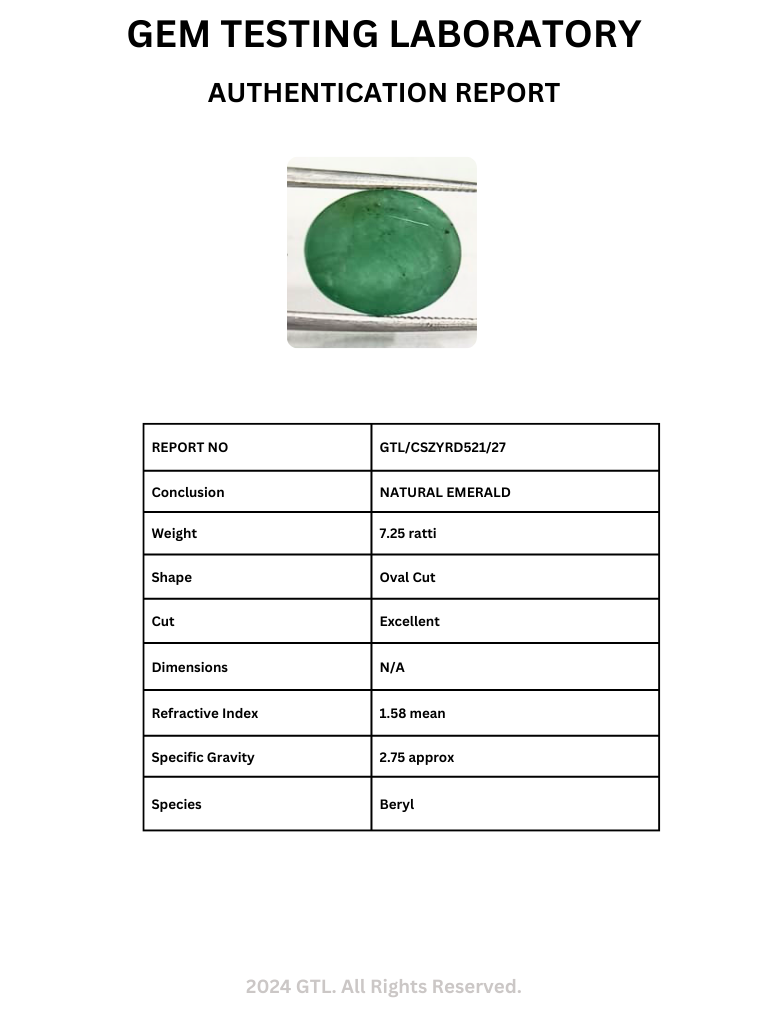 GEM TESTING LABORATORY
AUTHENTICATION REPORT
REPORT NO GTL/CSZYRD521/27
Conclusion NATURAL EMERALD
Weight 7.25 ratti
Shape Oval Cut
Cut Excellent
Dimensions N/A
Refractive Index 1.58 mean
Specific Gravity 2.75 approx
Species Beryl
2024 GTL. All Rights Reserved.